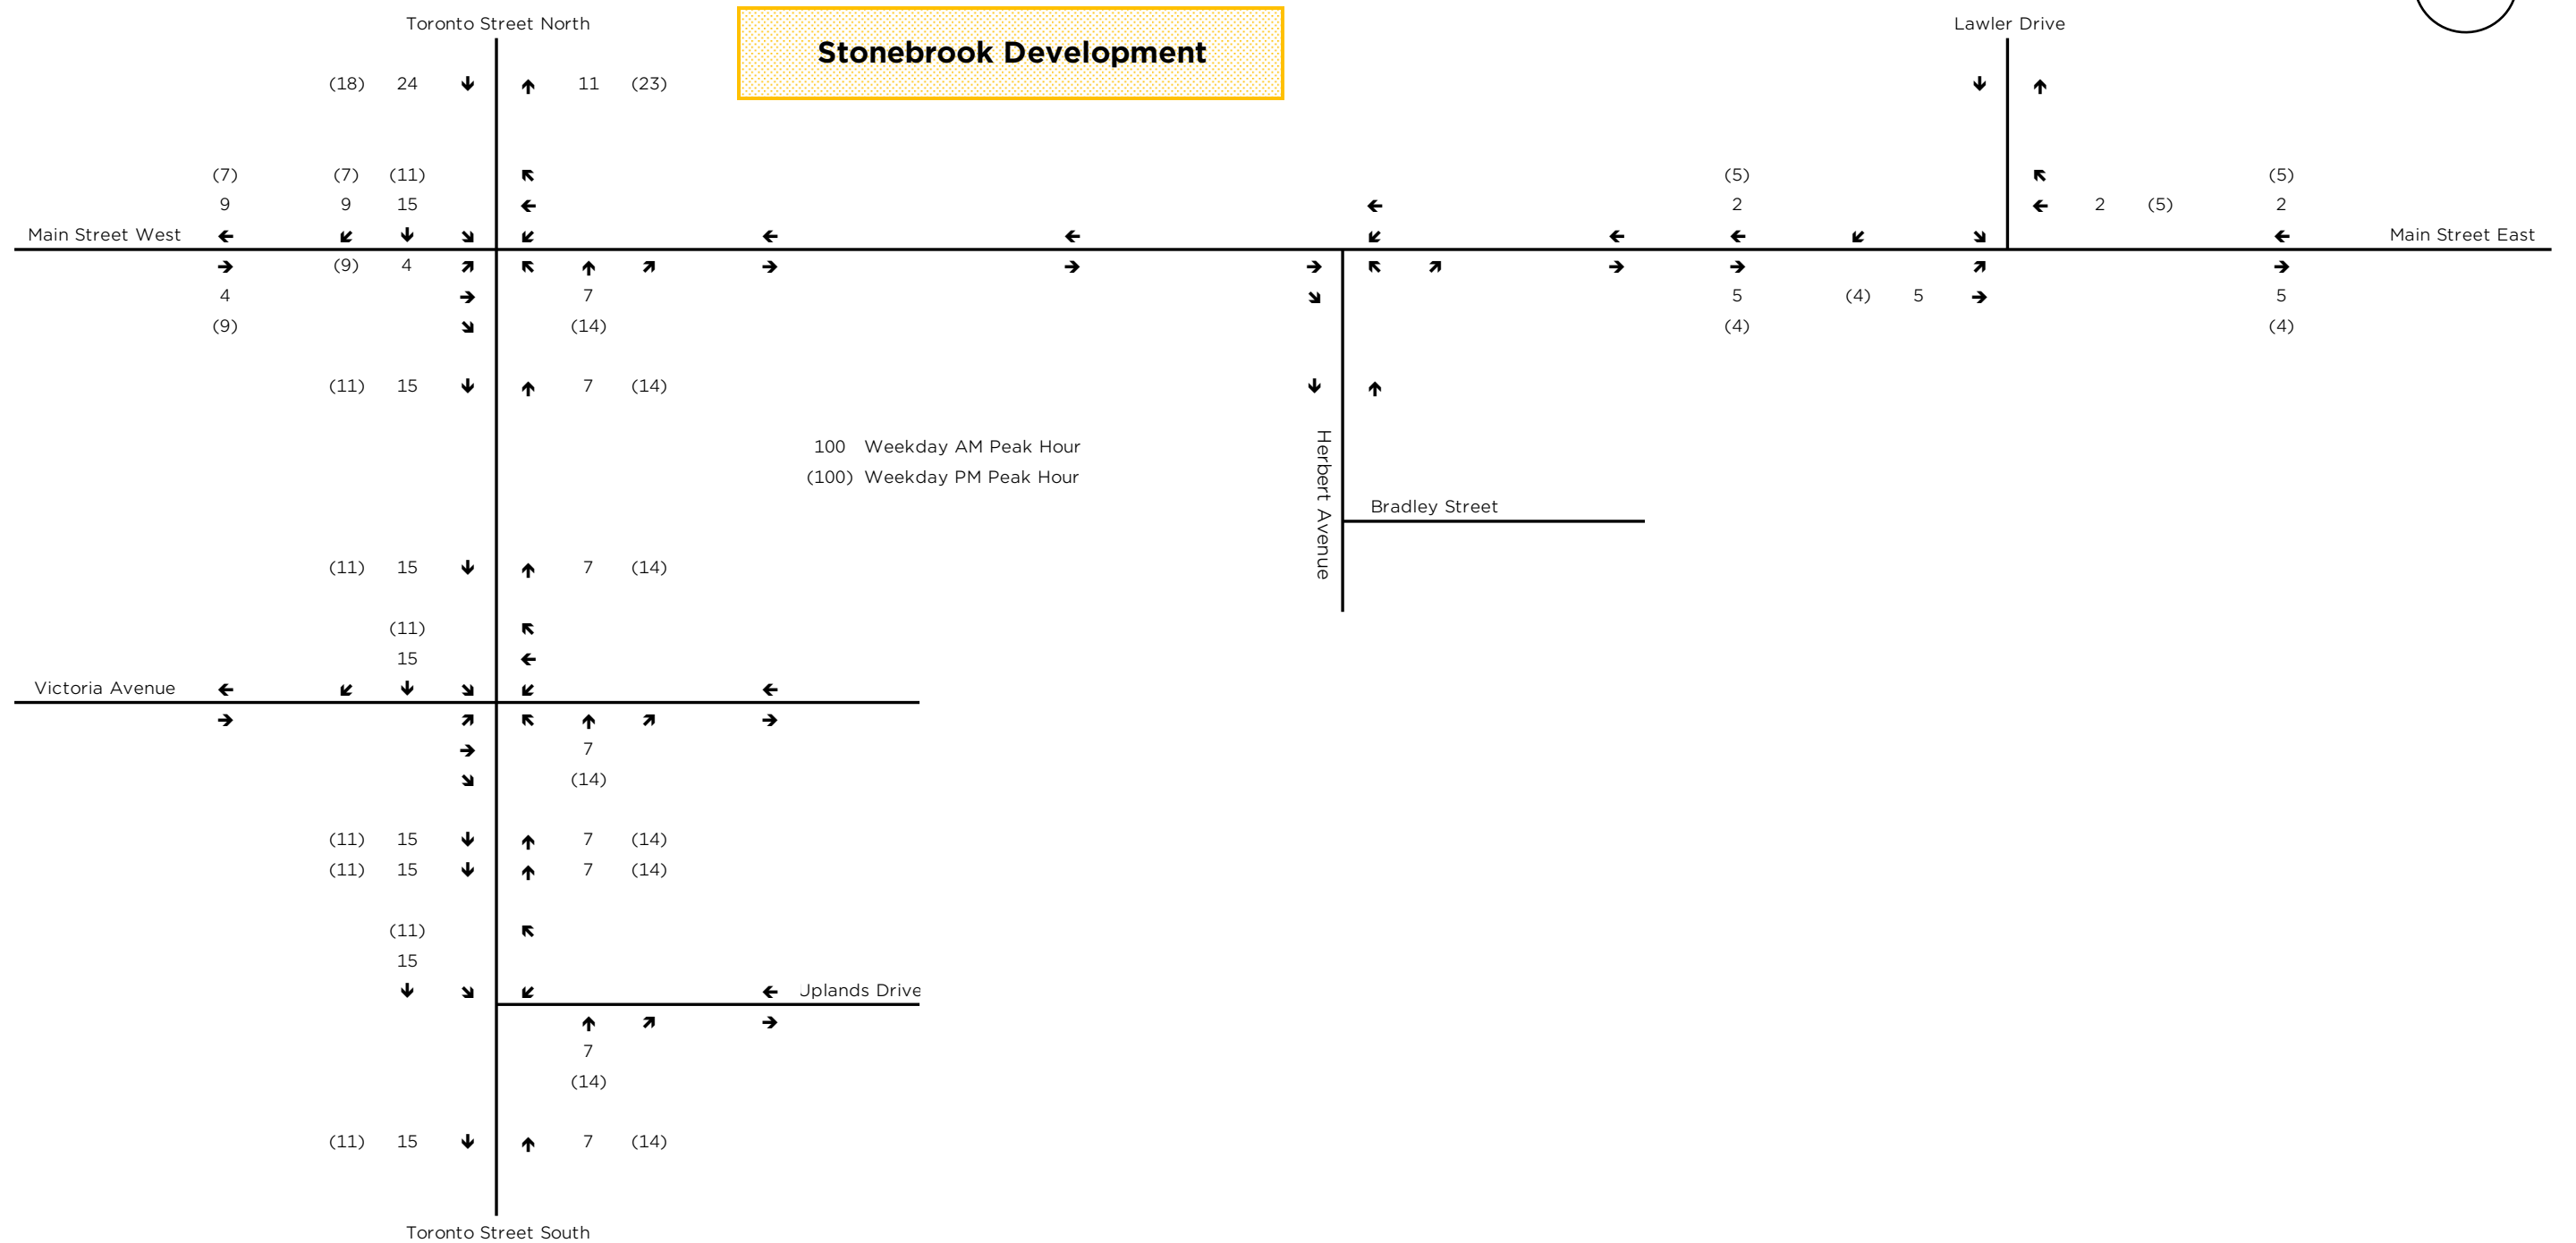 Toronto Street North
Stonebrook Development
Lawler Drive
(18) 24 11 (23)
(7) (7) (11) (5) (5)
9 9 15 2 2 (5) 2
Main Street West Main Street East
(9) 4
4 7 5 (4) 5 5
(9) (14) (4) (4)
(11) 15 7 (14)
100 Weekday AM Peak Hour
(100) Weekday PM Peak Hour
Herbert Avenue
Bradley Street
(11) 15 7 (14)
(11)
15
Victoria Avenue
7
(14)
(11) 15 7 (14)
(11) 15 7 (14)
(11)
15
Uplands Drive
7
(14)
(11) 15 7 (14)
Toronto Street South